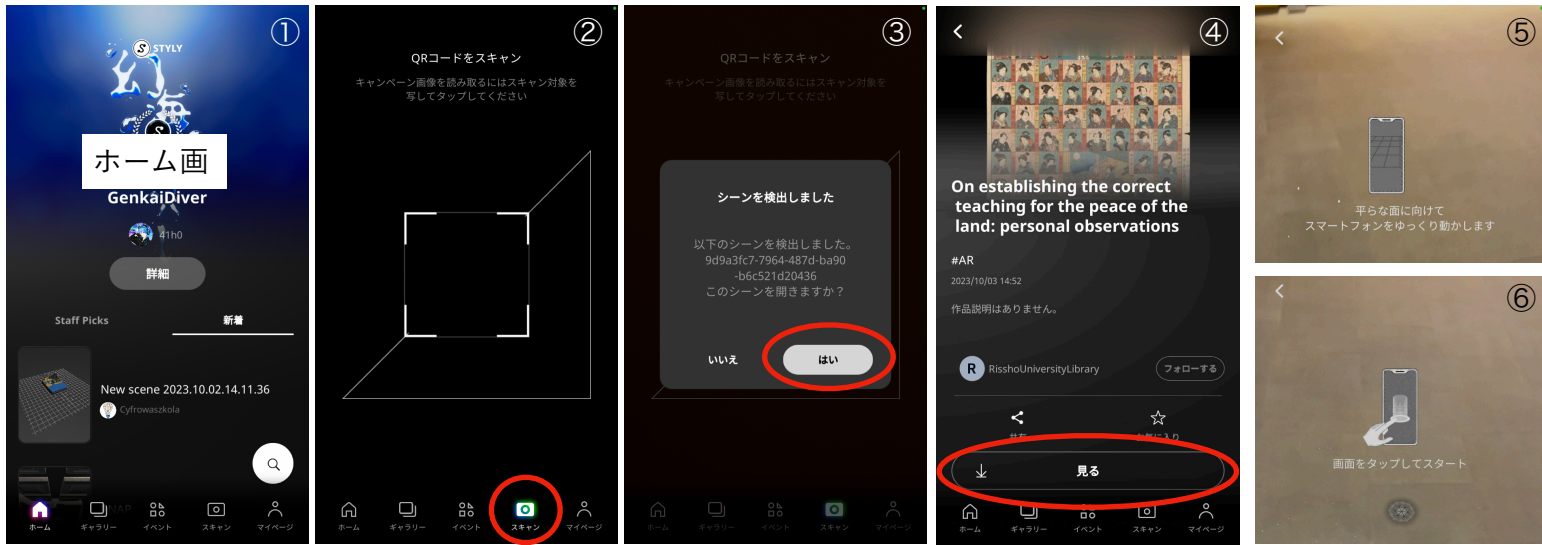 ①
幻海
S STYLY
ホーム画
GenkaiDiver
41h0
詳細
Staff Picks
新着
New scene 2023.10.02.14.11.36
Cyfrowaszkola
ホーム
ギャラリー
イベント
スキャン
マイページ
②
QRコードをスキャン
キャンペーン画像を読み取るにはスキャン対象を
写してタップしてください
ホーム
ギャラリー
イベント
スキャン
マイページ
③
QRコードをスキャン
キャンペーン画像を読み取るにはスキャン対象を
写してタップしてください
シーンを検出しました
以下のシーンを検出しました。
9d9a3fc7-7964-487d-ba90
-b6c521d20436
このシーンを開きますか？
いいえ
はい
ホーム
ギャラリー
イベント
スキャン
マイページ
④
On establishing the correct
teaching for the peace of the
land: personal observations
#AR
2023/10/03 14:52
作品説明はありません。
R RisshoUniversityLibrary
フォローする
共有
お気に入り
見る
ホーム
ギャラリー
イベント
スキャン
マイページ
⑤
平らな面に向けて
スマートフォンをゆっくり動かします
⑥
画面をタップしてスタート